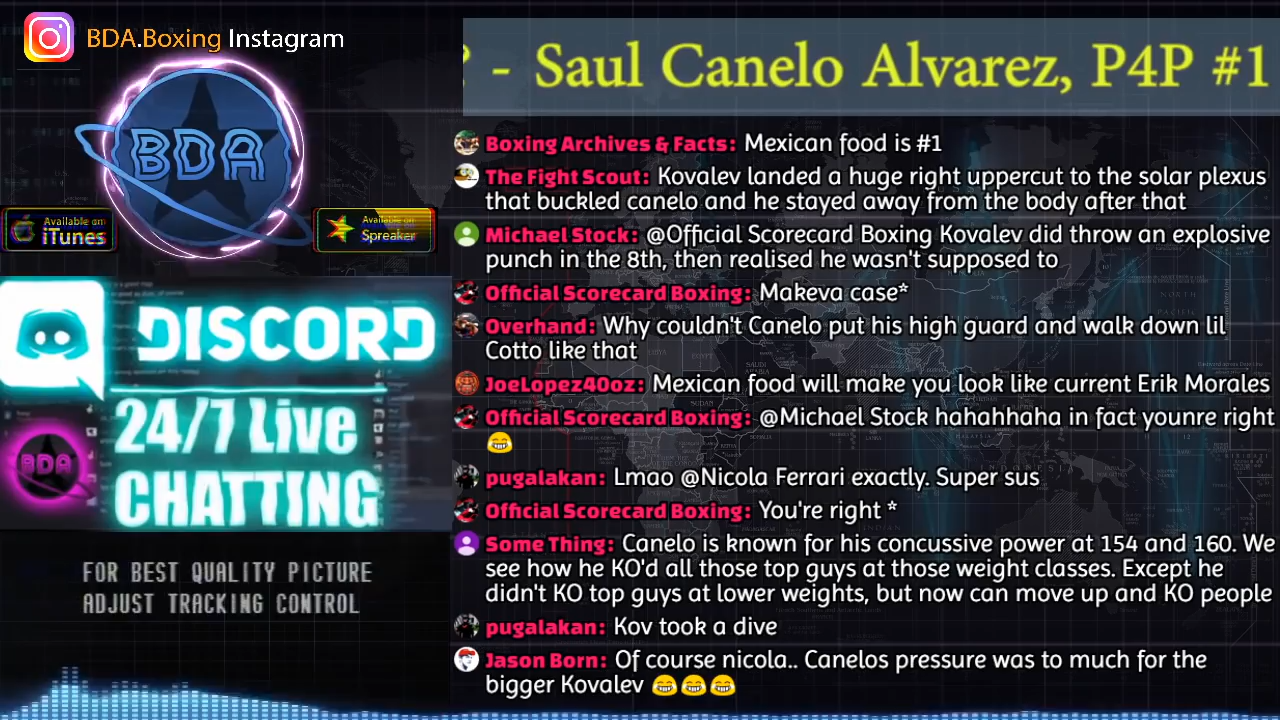 BDA.Boxing Instagram
? - Saul Canelo Alvarez, P4P #1
BDA
Available on
iTunes
Available on
Spreaker
DISCORD
24/7 Live
CHATTING
BDA
FOR BEST QUALITY PICTURE
ADJUST TRACKING CONTROL
Boxing Archives & Facts: Mexican food is #1
The Fight Scout: Kovalev landed a huge right uppercut to the solar plexus
that buckled canelo and he stayed away from the body after that
Michael Stock: @Official Scorecard Boxing Kovalev did throw an explosive
punch in the 8th, then realised he wasn't supposed to
Official Scorecard Boxing: Makeva case*
Overhand: Why couldn't Canelo put his high guard and walk down lil
Cotto like that
JoeLopez40oz: Mexican food will make you look like current Erik Morales
Official Scorecard Boxing: @Michael Stock hahahhaha in fact younre right
😂
pugalakan: Lmao @Nicola Ferrari exactly. Super sus
Official Scorecard Boxing: You're right *
Some Thing: Canelo is known for his concussive power at 154 and 160. We
see how he KO'd all those top guys at those weight classes. Except he
didn't KO top guys at lower weights, but now can move up and KO people
pugalakan: Kov took a dive
Jason Born: Of course nicola.. Canelos pressure was to much for the
bigger Kovalev 😂😂😂